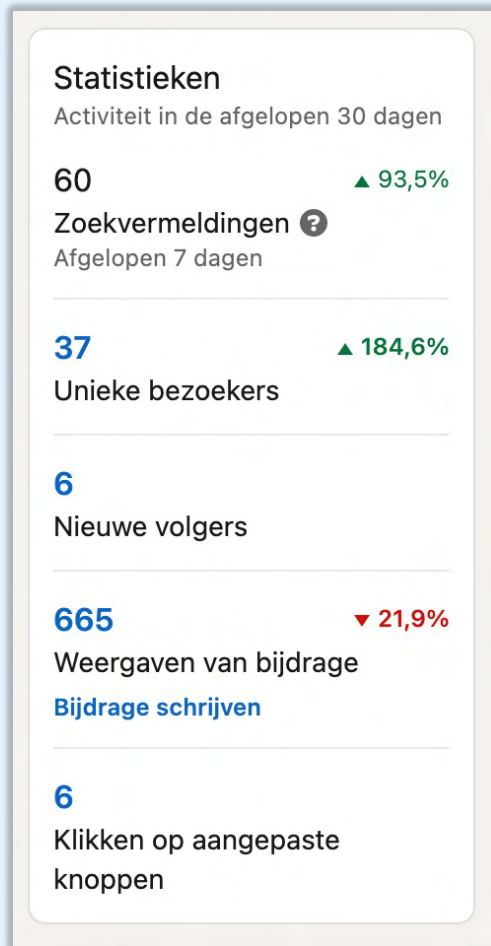 Statistieken
Activiteit in de afgelopen 30 dagen
60 ▲ 93,5%
Zoekvermeldingen ?
Afgelopen 7 dagen
37 ▲ 184,6%
Unieke bezoekers
6
Nieuwe volgers
665 ▼ 21,9%
Weergaven van bijdrage
Bijdrage schrijven
6
Klikken op aangepaste
knoppen